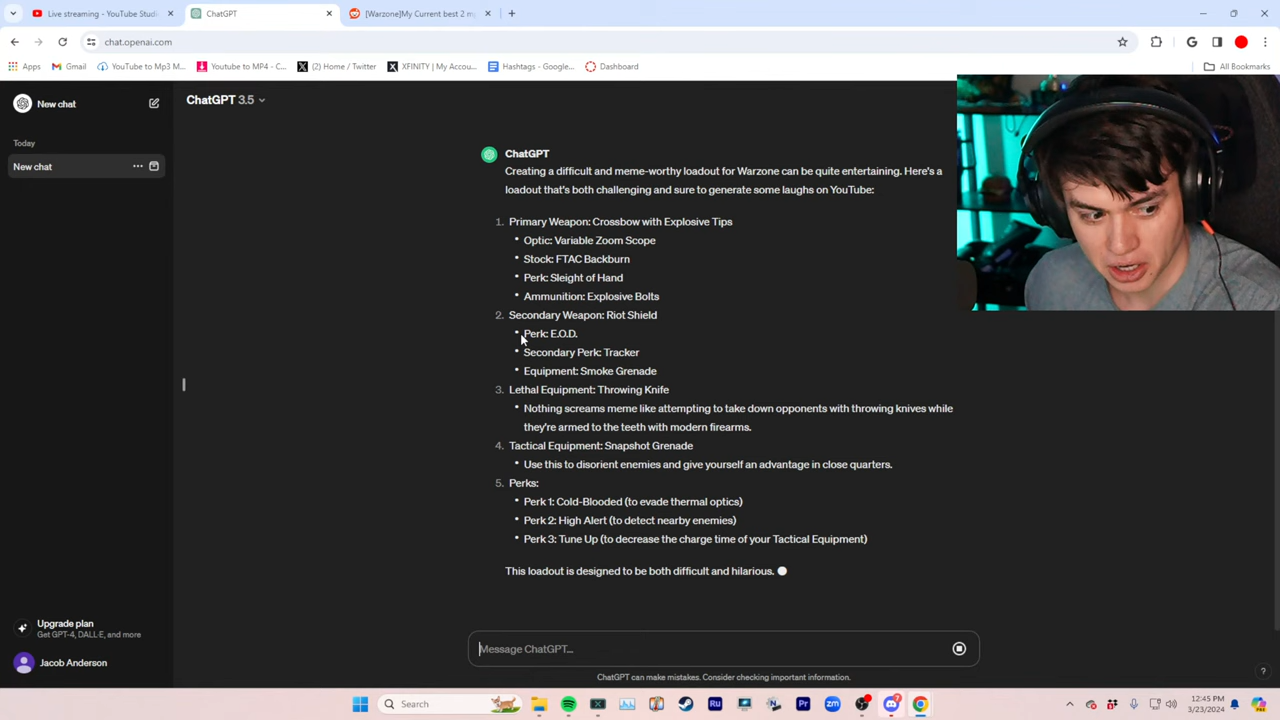 Live streaming - YouTube Studi
ChatGPT
[Warzone]My Current best 2 m
chat.openai.com
Apps
Gmail
YouTube to Mp3 M...
YouTube to MP4 - C...
(2) Home / Twitter
XFINITY | My Accou...
Hashtags - Google...
Dashboard
All Bookmarks
New chat
ChatGPT 3.5
Today
New chat
ChatGPT
Creating a difficult and meme-worthy loadout for Warzone can be quite entertaining. Here's a
loadout that's both challenging and sure to generate some laughs on YouTube:
1. Primary Weapon: Crossbow with Explosive Tips
• Optic: Variable Zoom Scope
• Stock: FTAC Backburn
• Perk: Sleight of Hand
• Ammunition: Explosive Bolts
2. Secondary Weapon: Riot Shield
• Perk: E.O.D.
• Secondary Perk: Tracker
• Equipment: Smoke Grenade
3. Lethal Equipment: Throwing Knife
• Nothing screams meme like attempting to take down opponents with throwing knives while
they're armed to the teeth with modern firearms.
4. Tactical Equipment: Snapshot Grenade
• Use this to disorient enemies and give yourself an advantage in close quarters.
5. Perks:
• Perk 1: Cold-Blooded (to evade thermal optics)
• Perk 2: High Alert (to detect nearby enemies)
• Perk 3: Tune Up (to decrease the charge time of your Tactical Equipment)
This loadout is designed to be both difficult and hilarious.
Upgrade plan
Get GPT-4, DALL·E, and more
Jacob Anderson
Message ChatGPT...
ChatGPT can make mistakes. Consider checking important information.
?
Search
Ru
Pr
zm
12:45 PM
3/23/2024